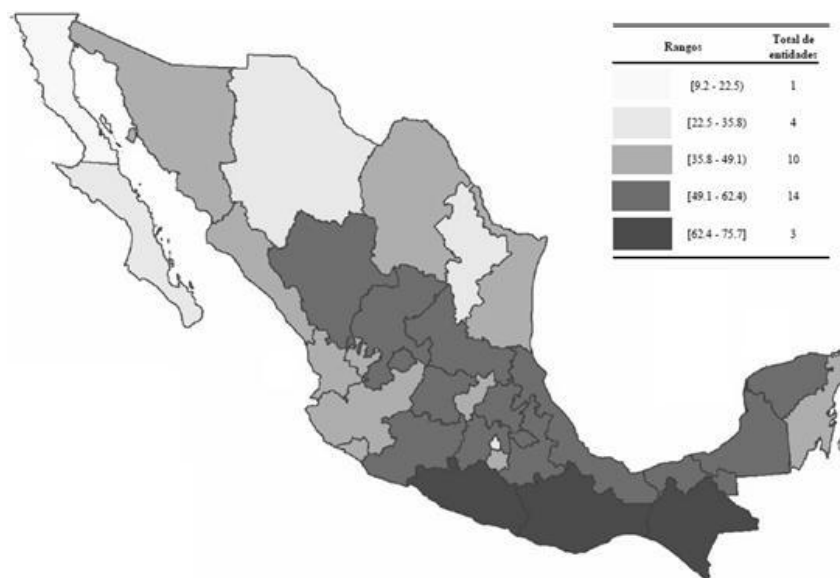 Rangos Total de
entidades
[9.2 - 22.5) 1
[22.5 - 35.8) 4
[35.8 - 49.1) 10
[49.1 - 62.4) 14
[62.4 - 75.7] 3